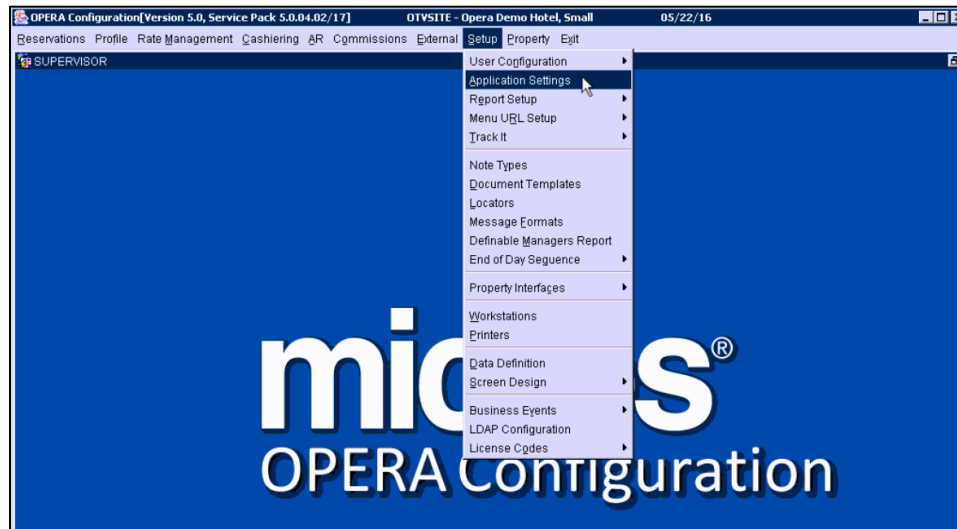 OPERA Configuration[Version 5.0, Service Pack 5.0.04.02/17] OTVSITE - Opera Demo Hotel, Small 05/22/16
Reservations Profile Rate Management Cashiering AR Commissions External Setup Property Exit
SUPERVISOR
User Configuration
Application Settings
Report Setup
Menu URL Setup
Track It
Note Types
Document Templates
Locators
Message Formats
Definable Managers Report
End of Day Sequence
Property Interfaces
Workstations
Printers
Data Definition
Screen Design
Business Events
LDAP Configuration
License Codes
mic s®
OPERA Configuration